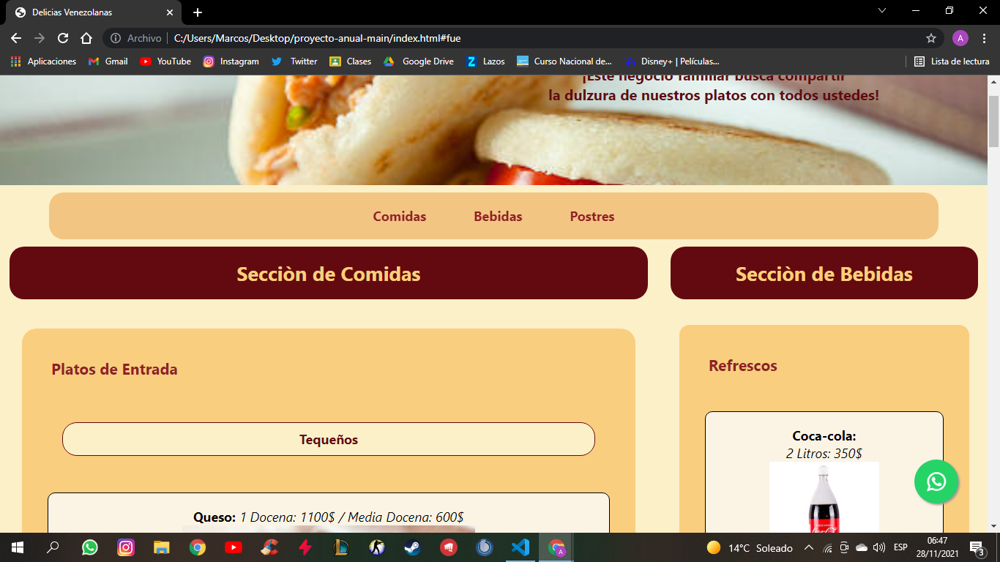 Delicias Venezolanas
Archivo
C:/Users/Marcos/Desktop/proyecto-anual-main/index.html#fue
A
Aplicaciones
Gmail
YouTube
Instagram
Twitter
Clases
Google Drive
Lazos
Curso Nacional de...
Disney+ | Películas...
Lista de lectura
¡Este negocio familiar busca compartir
la dulzura de nuestros platos con todos ustedes!
Comidas
Bebidas
Postres
Secciòn de Comidas
Secciòn de Bebidas
Platos de Entrada
Refrescos
Tequeños
Coca-cola:
2 Litros: 350$
Queso: 1 Docena: 1100$ / Media Docena: 600$
14°C Soleado
ESP
06:47
28/11/2021
3